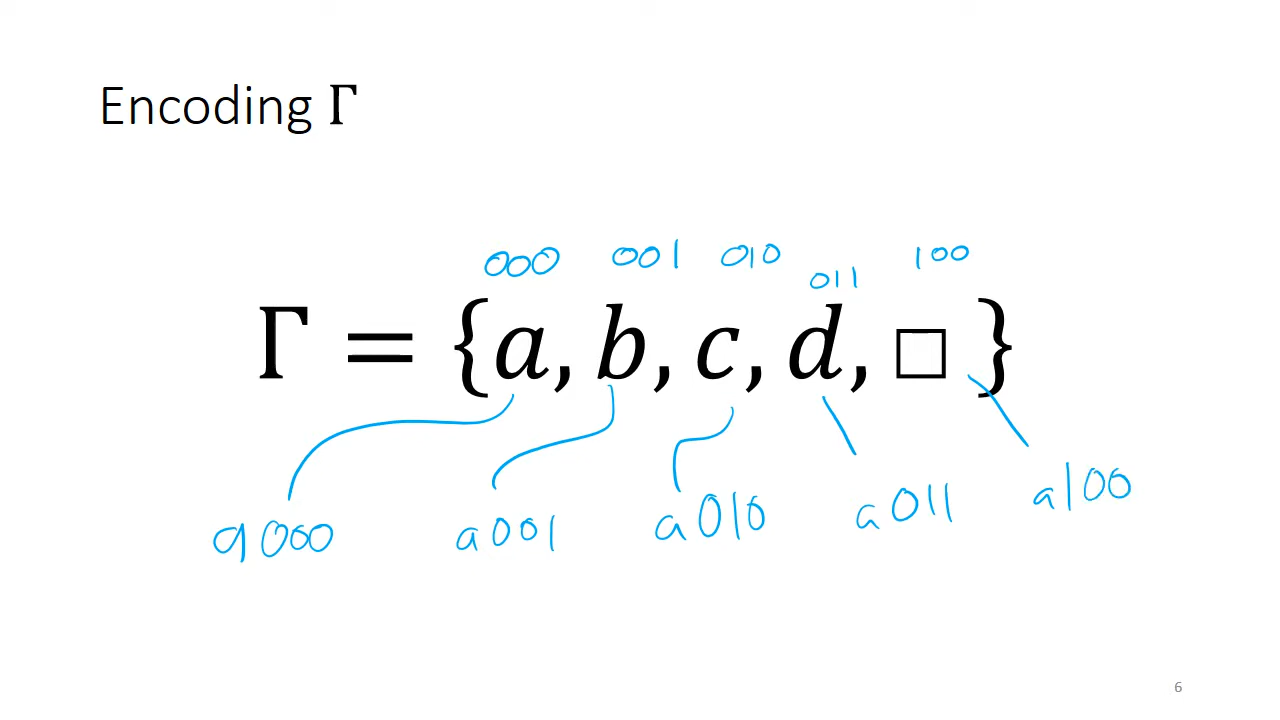 Encoding Γ
000 001 010 011 100
Γ = {a, b, c, d, □ }
a000 a001 a010 a011 a100
6